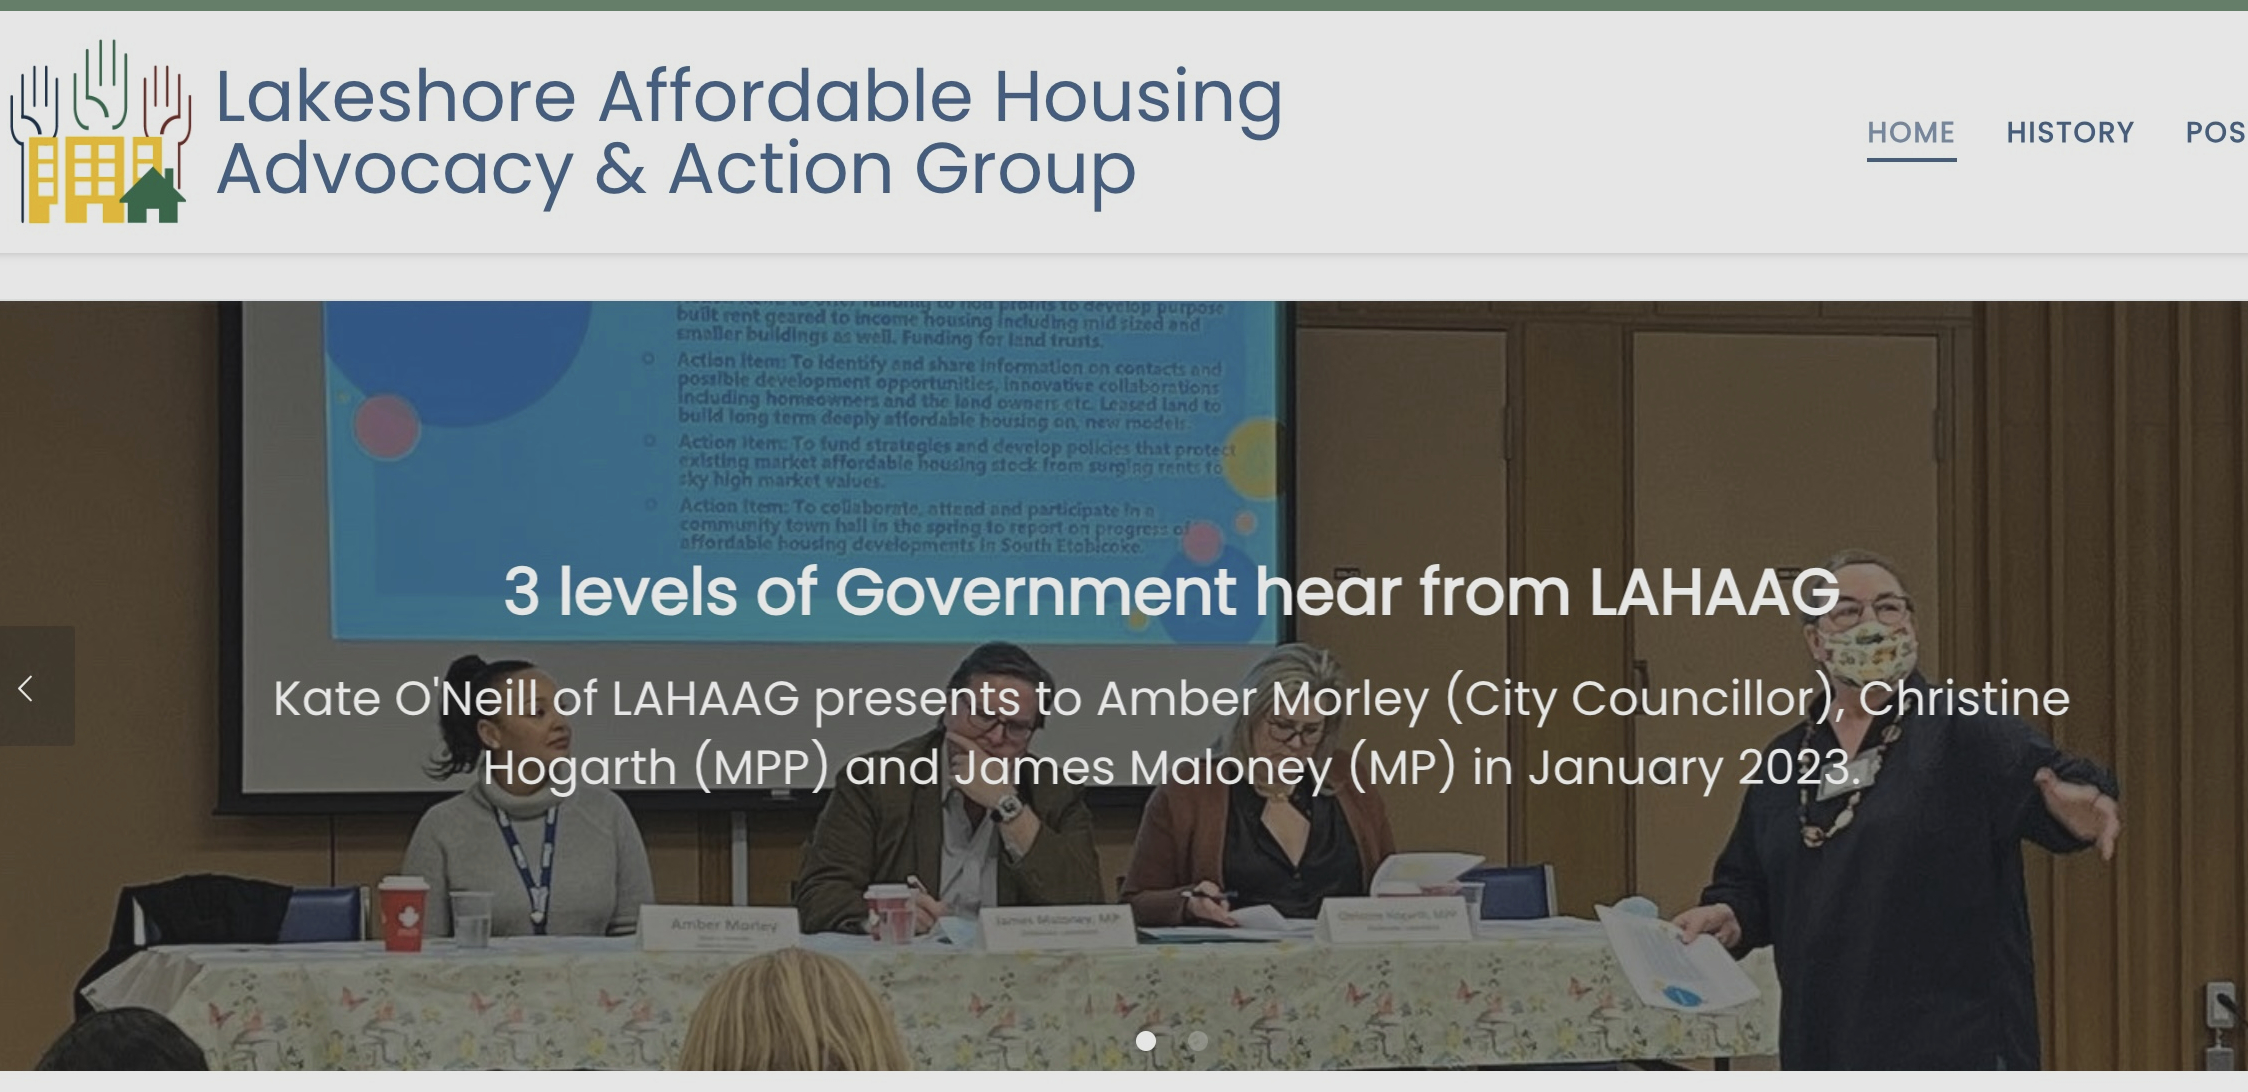 Lakeshore Affordable Housing
Advocacy & Action Group
HOME
HISTORY
POS
built rent geared to income housing including mid sized and
smaller buildings as well. Funding for land trusts.
Action Item: To identify and share information on contacts and
possible development opportunities, innovative collaborations
including homeowners and the land owners etc. Leased land to
build long term deeply affordable housing on new models.
Action Item: To fund strategies and develop policies that protect
existing market affordable housing stock from surging rents to
sky high market values.
Action Item: To collaborate, attend and participate in a
community town hall in the spring to report on progress of
affordable housing developments in South Etobicoke.
3 levels of Government hear from LAHAAG
Kate O'Neill of LAHAAG presents to Amber Morley (City Councillor), Christine
Hogarth (MPP) and James Maloney (MP) in January 2023.
Amber Morley
James Maloney, MP
Christine Hogarth, MPP